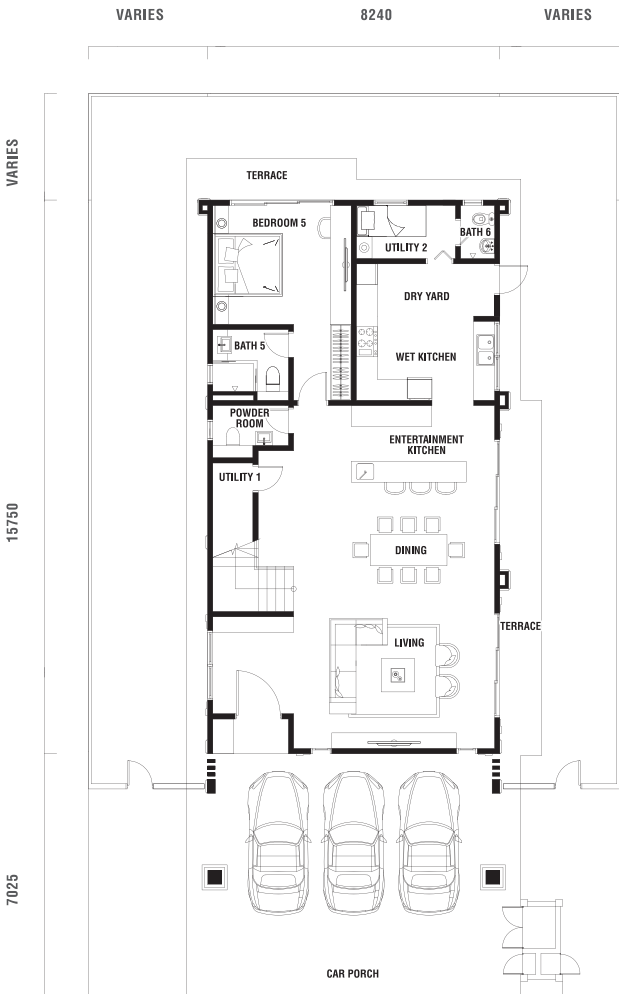 VARIES
8240
VARIES
VARIES
TERRACE
BEDROOM 5
BATH 6
UTILITY 2
DRY YARD
BATH 5
WET KITCHEN
POWDER
ROOM
ENTERTAINMENT
KITCHEN
UTILITY 1
15750
DINING
TERRACE
LIVING
7025
CAR PORCH